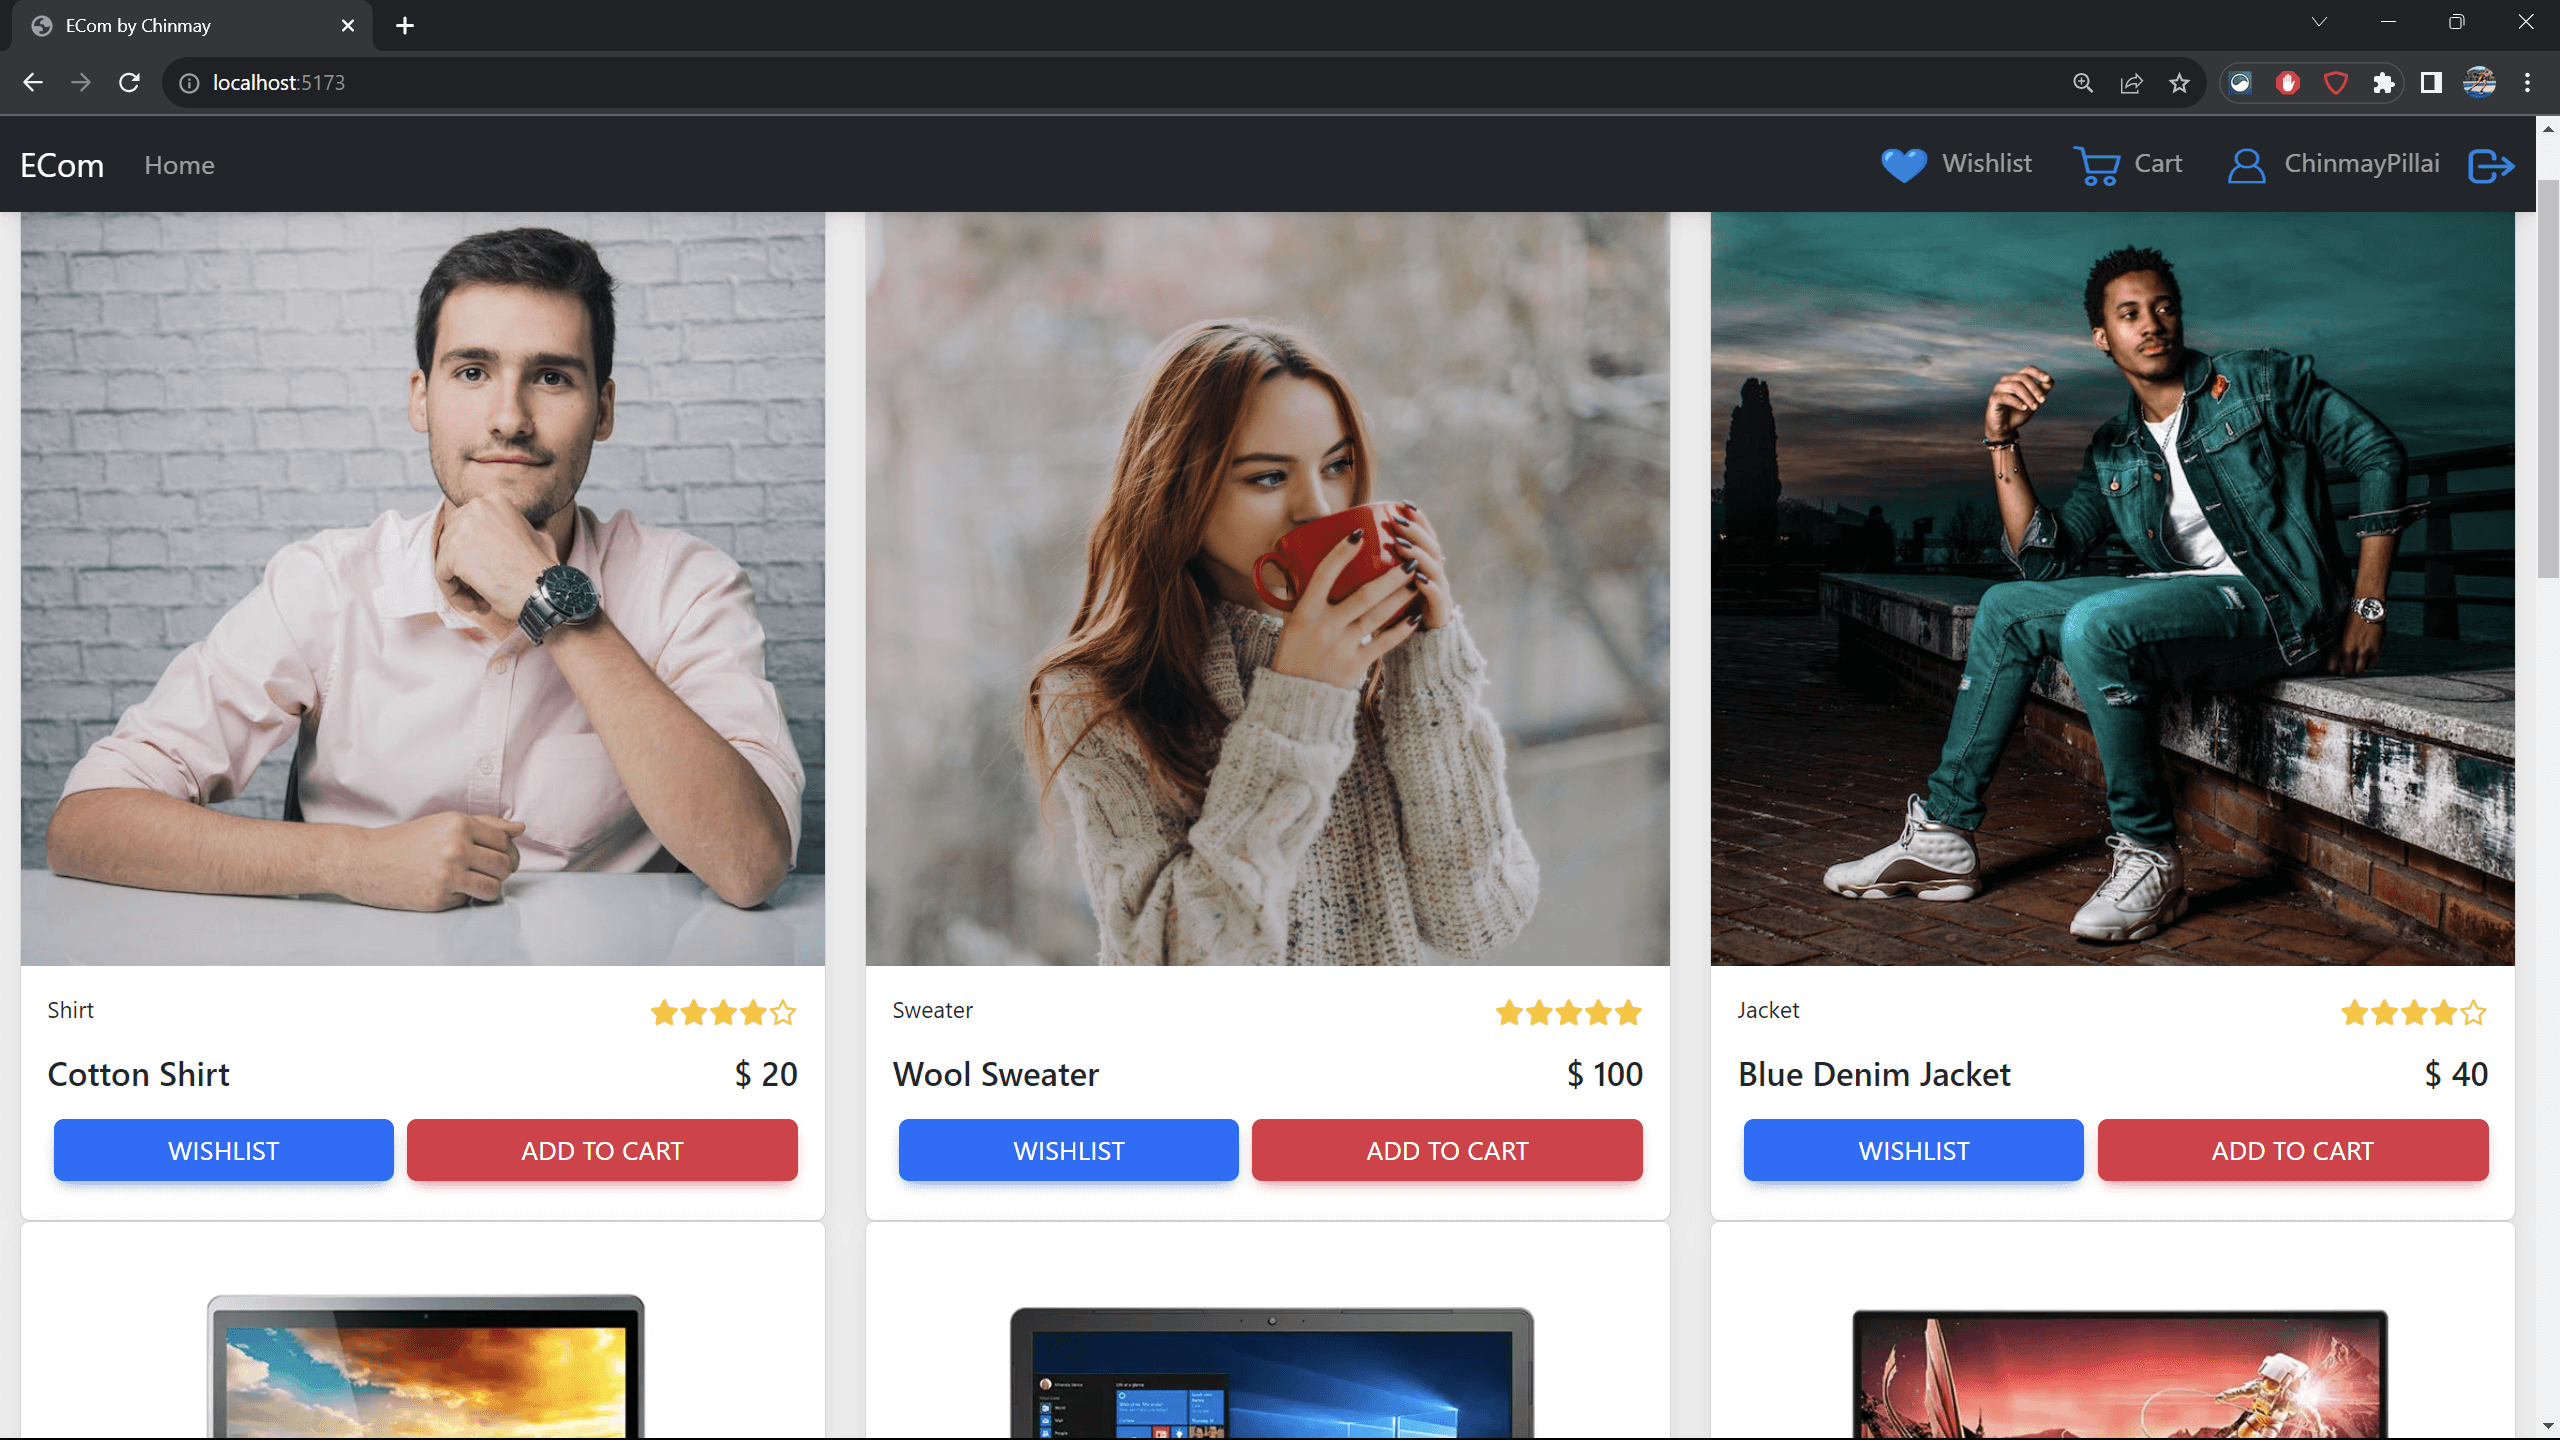 ECom by Chinmay
localhost:5173
ECom Home Wishlist Cart ChinmayPillai
Shirt
Cotton Shirt $ 20
WISHLIST ADD TO CART
Sweater
Wool Sweater $ 100
WISHLIST ADD TO CART
Jacket
Blue Denim Jacket $ 40
WISHLIST ADD TO CART